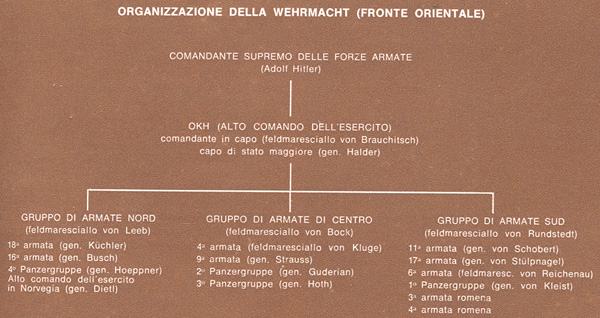 ORGANIZZAZIONE DELLA WEHRMACHT (FRONTE ORIENTALE)
COMANDANTE SUPREMO DELLE FORZE ARMATE
(Adolf Hitler)
OKH (ALTO COMANDO DELL'ESERCITO)
comandante in capo (feldmaresciallo von Brauchitsch)
capo di stato maggiore (gen. Halder)
GRUPPO DI ARMATE NORD
(feldmaresciallo von Leeb)
18ª armata (gen. Küchler)
16ª armata (gen. Busch)
4º Panzergruppe (gen. Hoeppner)
Alto comando dell'esercito
in Norvegia (gen. Dietl)
GRUPPO DI ARMATE DI CENTRO
(feldmaresciallo von Bock)
4ª armata (feldmaresciallo von Kluge)
9ª armata (gen. Strauss)
2º Panzergruppe (gen. Guderian)
3º Panzergruppe (gen. Hoth)
GRUPPO DI ARMATE SUD
(feldmaresciallo von Rundstedt)
11ª armata (gen. von Schobert)
17ª armata (gen. von Stülpnagel)
6ª armata (feldmaresc. von Reichenau)
1º Panzergruppe (gen. von Kleist)
3ª armata romena
4ª armata romena